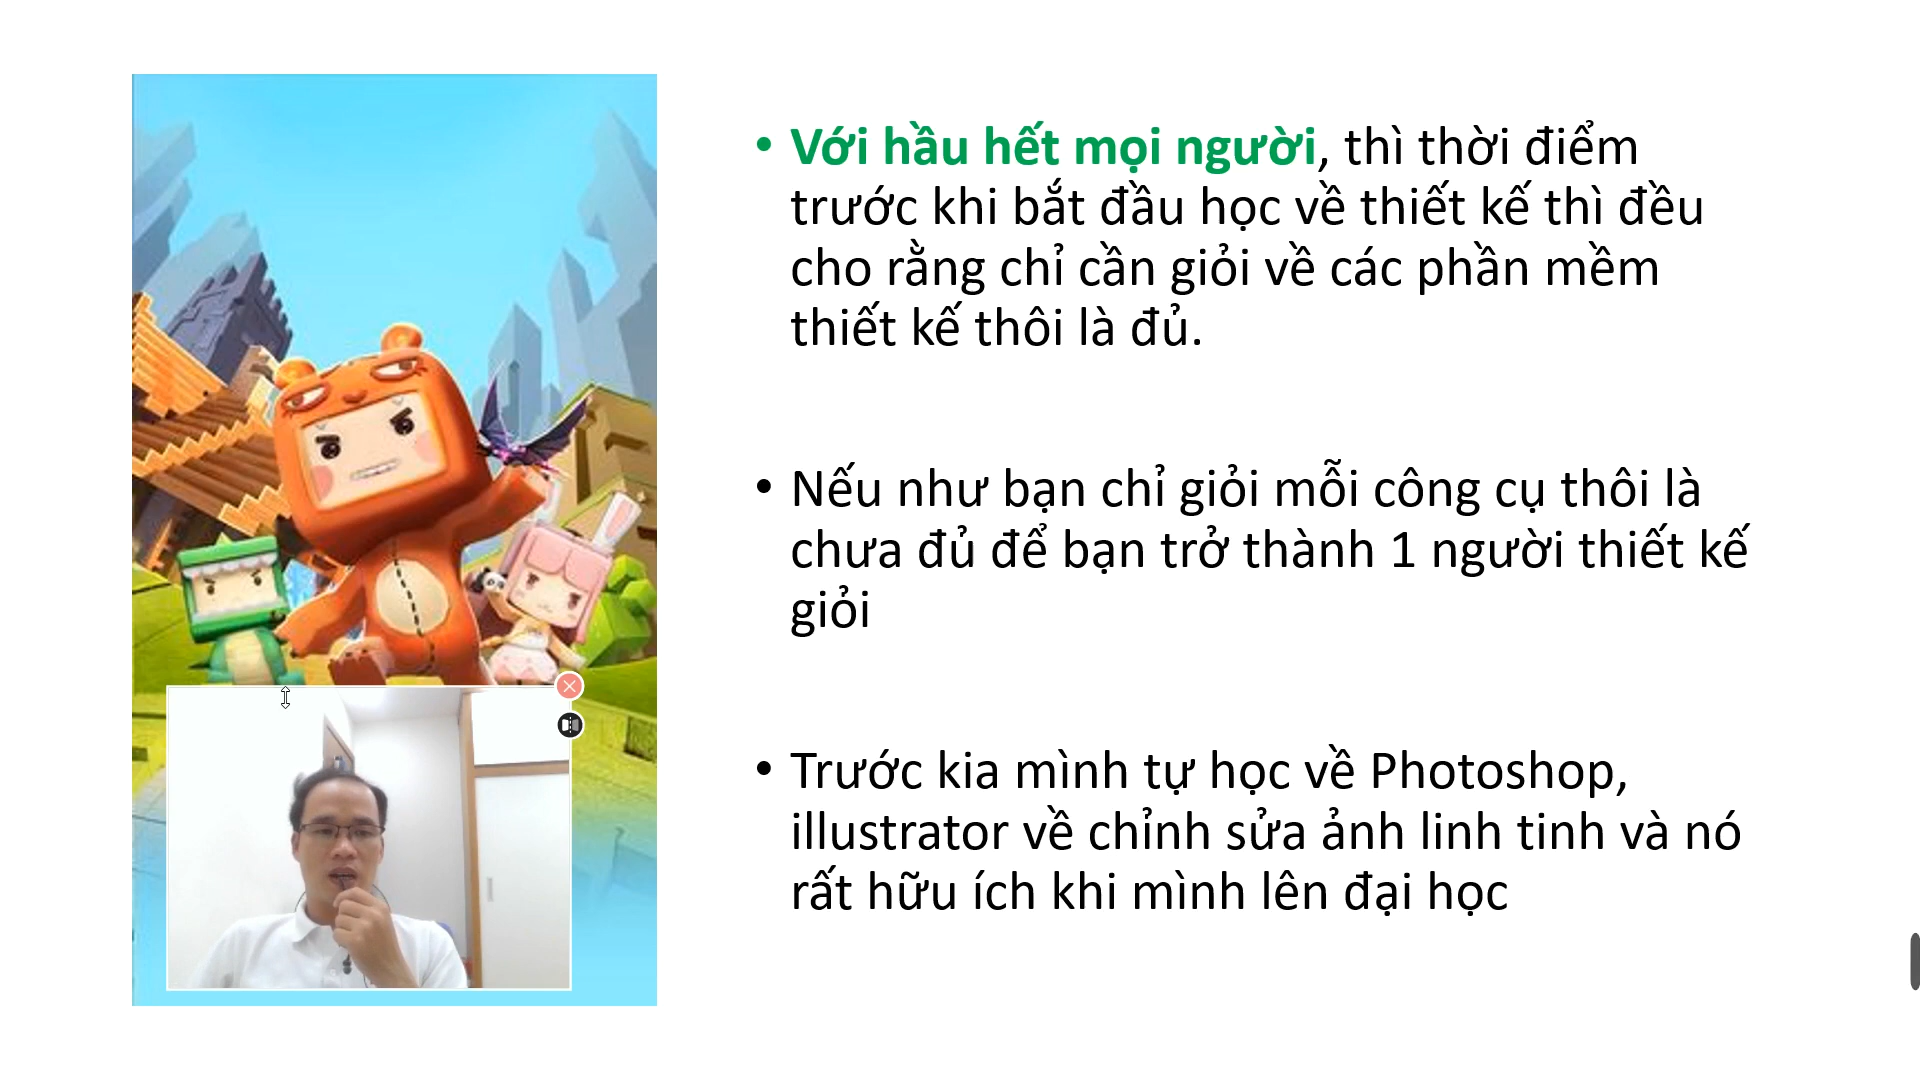 • Với hầu hết mọi người, thì thời điểm
trước khi bắt đầu học về thiết kế thì đều
cho rằng chỉ cần giỏi về các phần mềm
thiết kế thôi là đủ.
• Nếu như bạn chỉ giỏi mỗi công cụ thôi là
chưa đủ để bạn trở thành 1 người thiết kế
giỏi
• Trước kia mình tự học về Photoshop,
illustrator về chỉnh sửa ảnh linh tinh và nó
rất hữu ích khi mình lên đại học